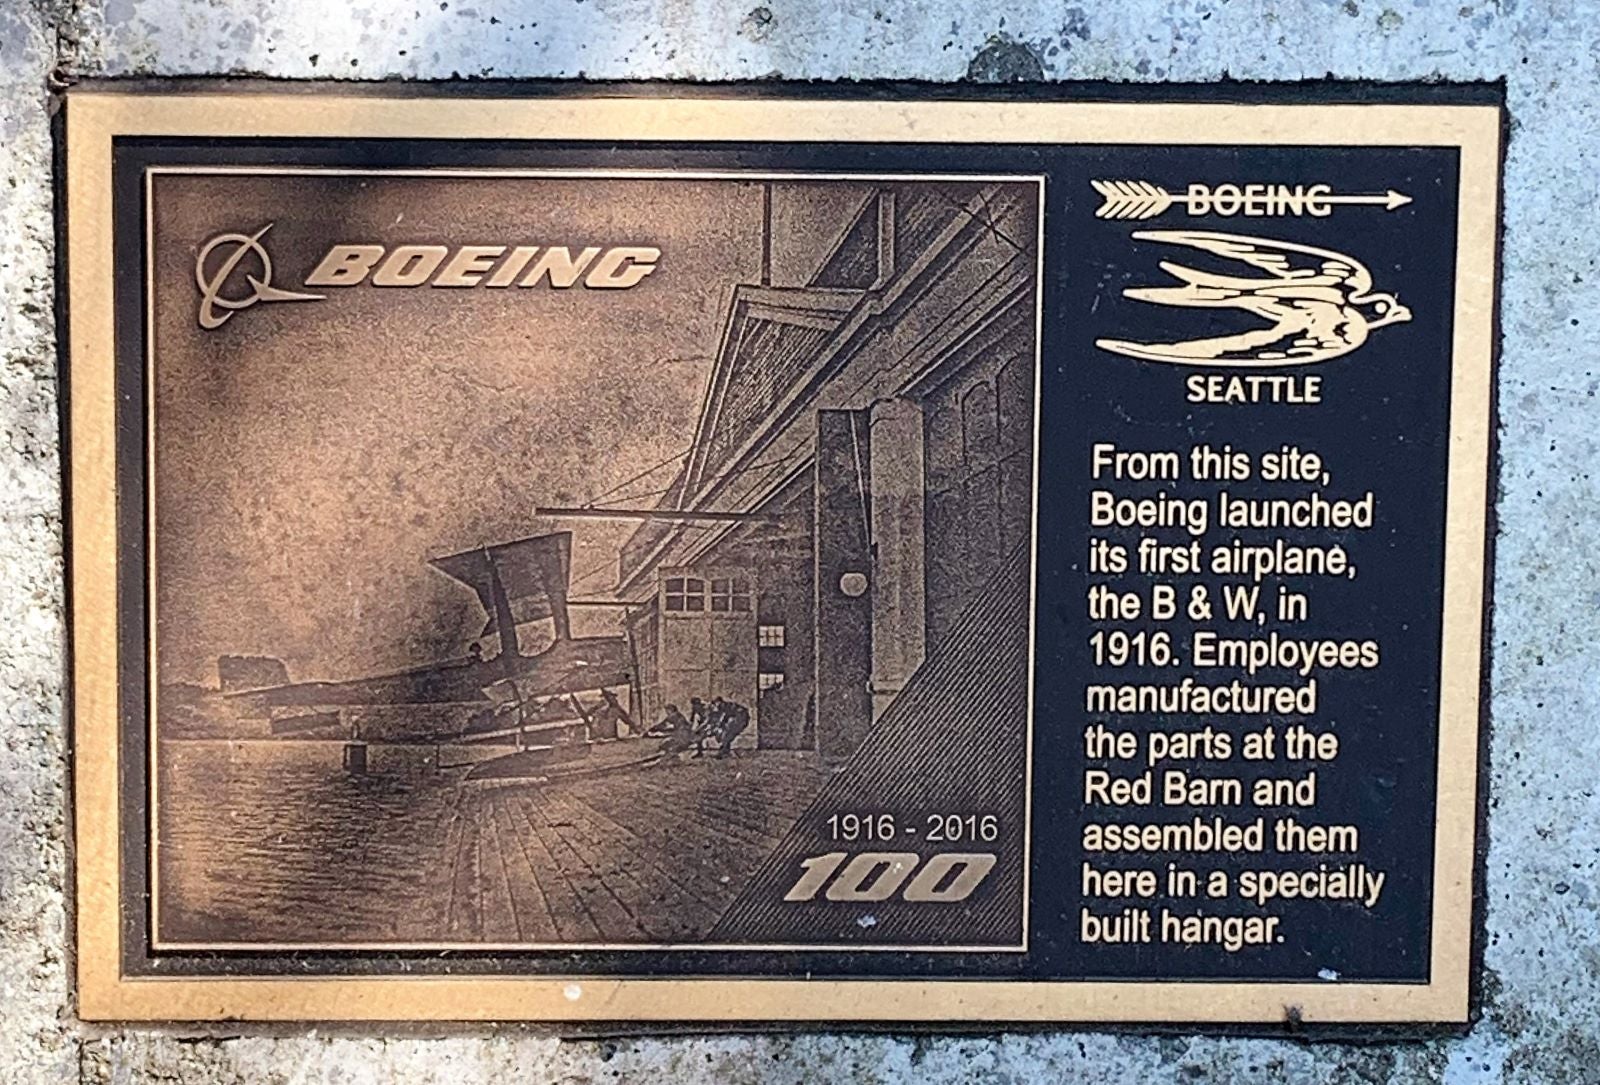 BOEING
1916 - 2016
100
BOEING
SEATTLE
From this site,
Boeing launched
its first airplane,
the B & W, in
1916. Employees
manufactured
the parts at the
Red Barn and
assembled them
here in a specially
built hangar.